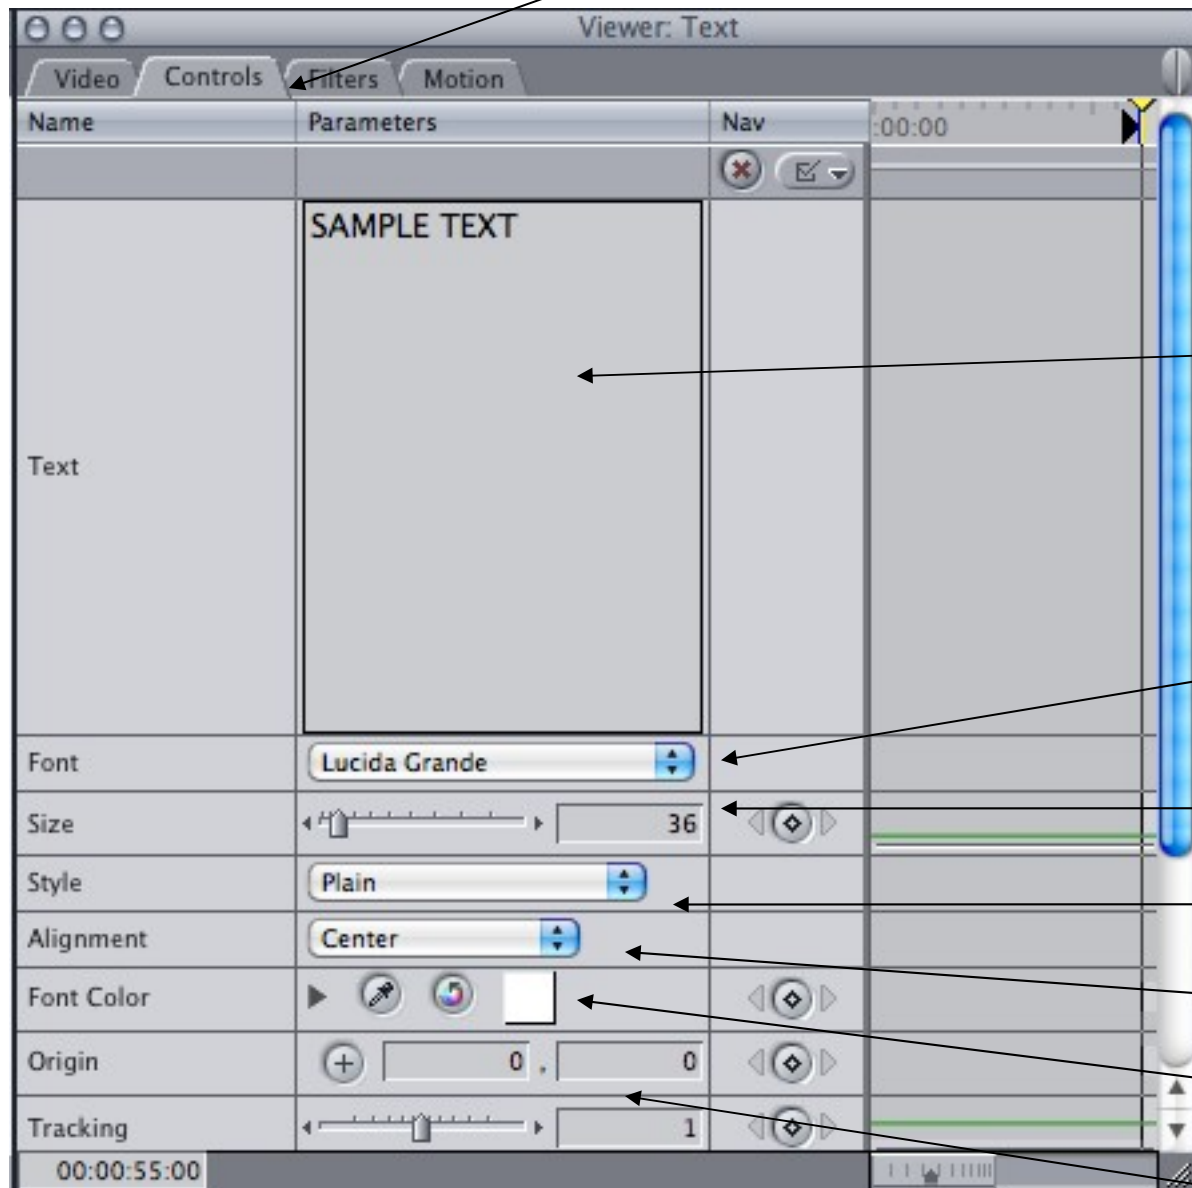 Viewer: Text
Video Controls Filters Motion
Name Parameters Nav :00:00
SAMPLE TEXT
Text
Font Lucida Grande
Size 36
Style Plain
Alignment Center
Font Color
Origin 0 , 0
Tracking 1
00:00:55:00